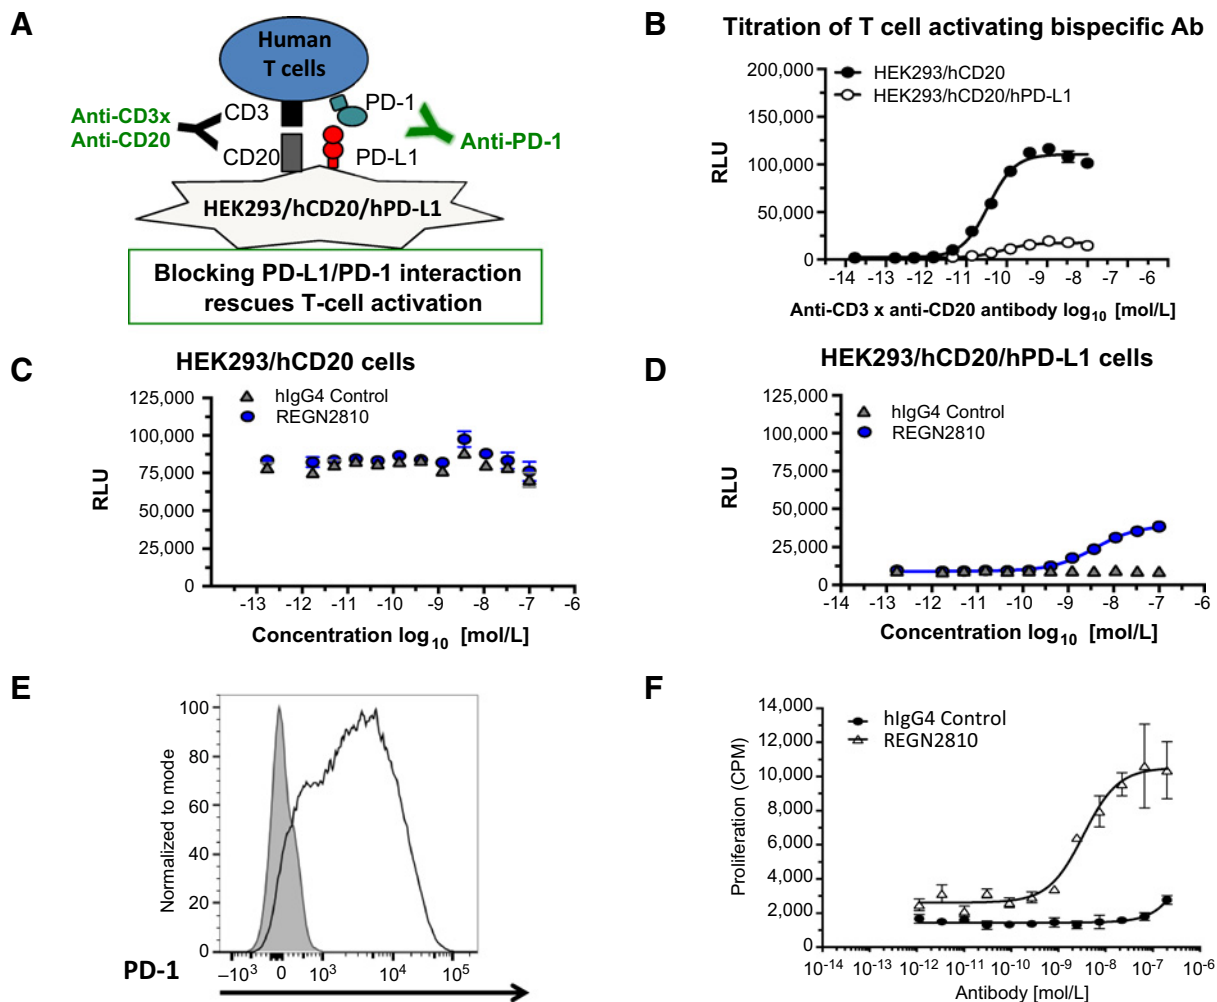 A
Human
T cells
Anti-CD3x
Anti-CD20
CD3
CD20
PD-1
PD-L1
Anti-PD-1
HEK293/hCD20/hPD-L1
Blocking PD-L1/PD-1 interaction
rescues T-cell activation
B
Titration of T cell activating bispecific Ab
HEK293/hCD20
HEK293/hCD20/hPD-L1
RLU
200,000
150,000
100,000
50,000
0
-14 -13 -12 -11 -10 -9 -8 -7 -6 -5
Anti-CD3 x anti-CD20 antibody log10 [mol/L]
C
HEK293/hCD20 cells
hIgG4 Control
REGN2810
RLU
125,000
100,000
75,000
50,000
25,000
0
-13 -12 -11 -10 -9 -8 -7 -6
Concentration log10 [mol/L]
D
HEK293/hCD20/hPD-L1 cells
hIgG4 Control
REGN2810
RLU
125,000
100,000
75,000
50,000
25,000
0
-14 -13 -12 -11 -10 -9 -8 -7 -6
Concentration log10 [mol/L]
E
Normalized to mode
100
80
60
40
20
0
–10³ 0 10³ 10⁴ 10⁵
PD-1
F
hIgG4 Control
REGN2810
Proliferation (CPM)
14,000
12,000
10,000
8,000
6,000
4,000
2,000
0
10⁻¹⁴ 10⁻¹³ 10⁻¹² 10⁻¹¹ 10⁻¹⁰ 10⁻⁹ 10⁻⁸ 10⁻⁷ 10⁻⁶
Antibody [mol/L]